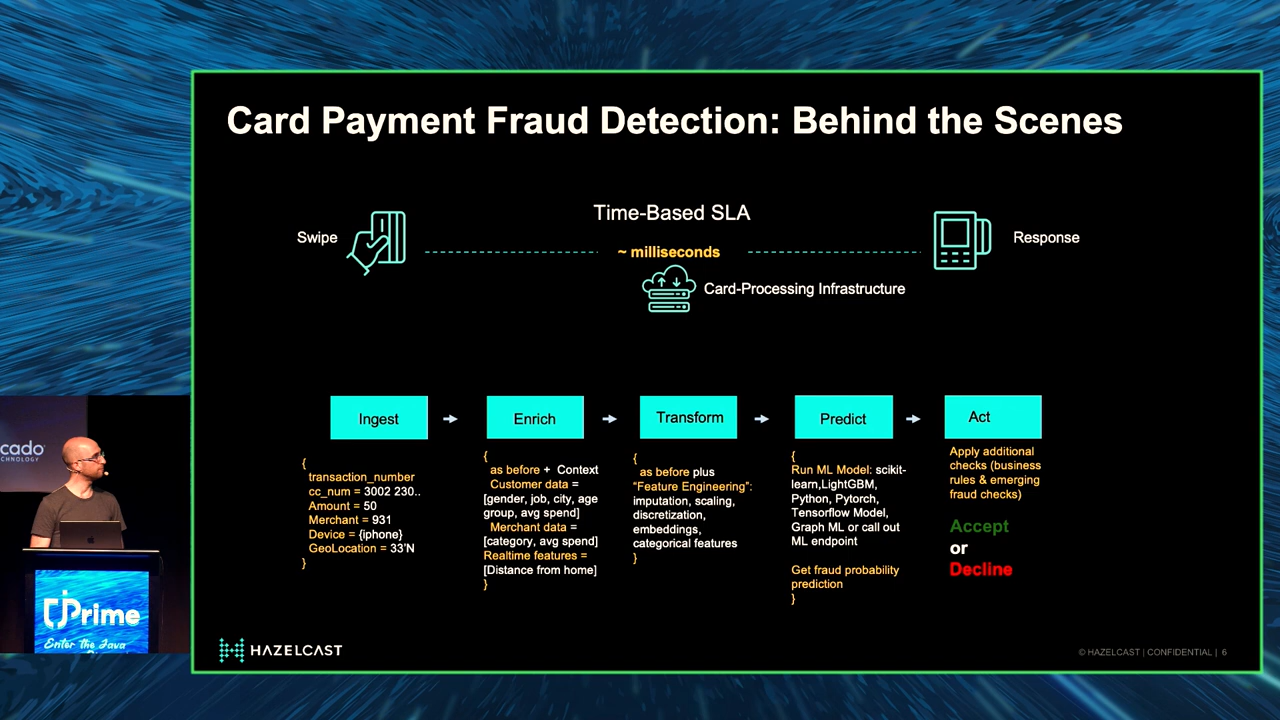 Card Payment Fraud Detection: Behind the Scenes
Time-Based SLA
Swipe
~ milliseconds
Response
Card-Processing Infrastructure
Ingest
Enrich
Transform
Predict
Act
{
transaction_number
cc_num = 3002 230..
Amount = 50
Merchant = 931
Device = {iphone}
GeoLocation = 33'N
}
{
as before + Context
Customer data =
[gender, job, city, age
group, avg spend]
Merchant data =
[category, avg spend]
Realtime features =
[Distance from home]
}
{
as before plus
“Feature Engineering”:
imputation, scaling,
discretization,
embeddings,
categorical features
}
{
Run ML Model: scikit-
learn,LightGBM,
Python, Pytorch,
Tensorflow Model,
Graph ML or call out
ML endpoint
Get fraud probability
prediction
}
Apply additional
checks (business
rules & emerging
fraud checks)
Accept
or
Decline
HAZELCAST
© HAZELCAST | CONFIDENTIAL | 6
cado
CHNOLOGY
jPrime
Enter the Java